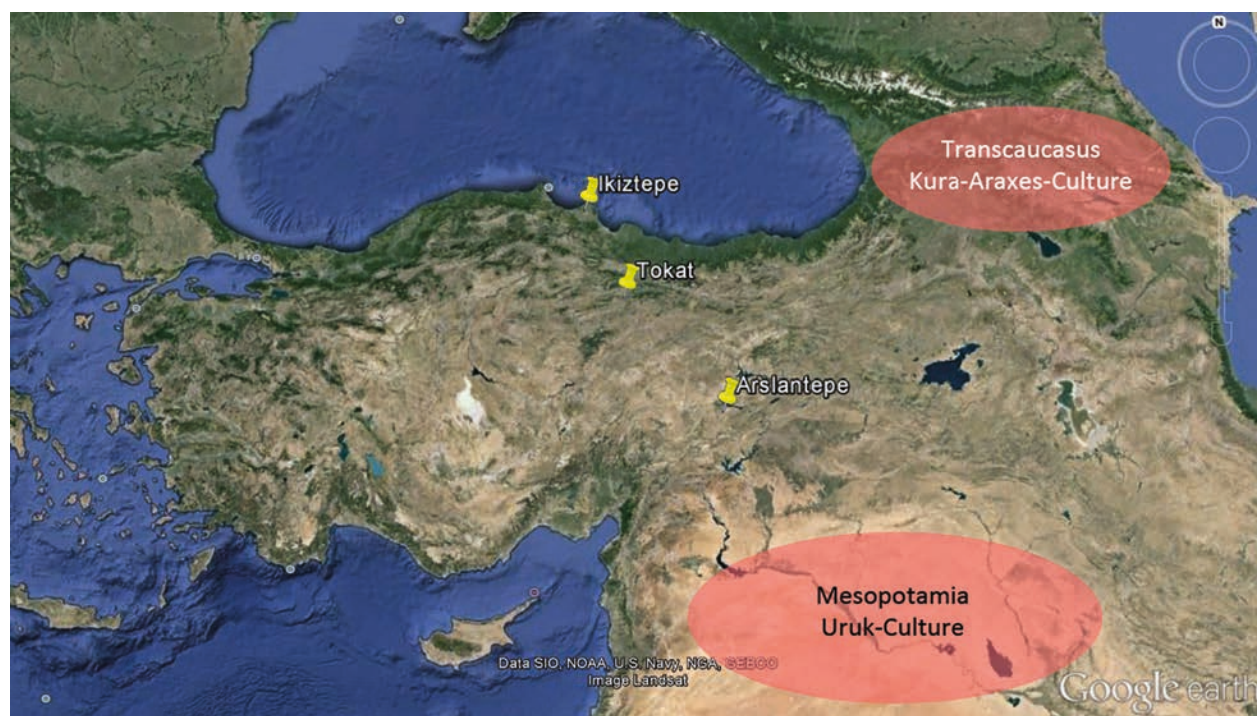 N
Transcaucasus
Kura-Araxes-Culture
Ikiztepe
Tokat
Arslantepe
Mesopotamia
Uruk-Culture
Data SIO, NOAA, U.S. Navy, NGA, GEBCO
Image Landsat
Google earth